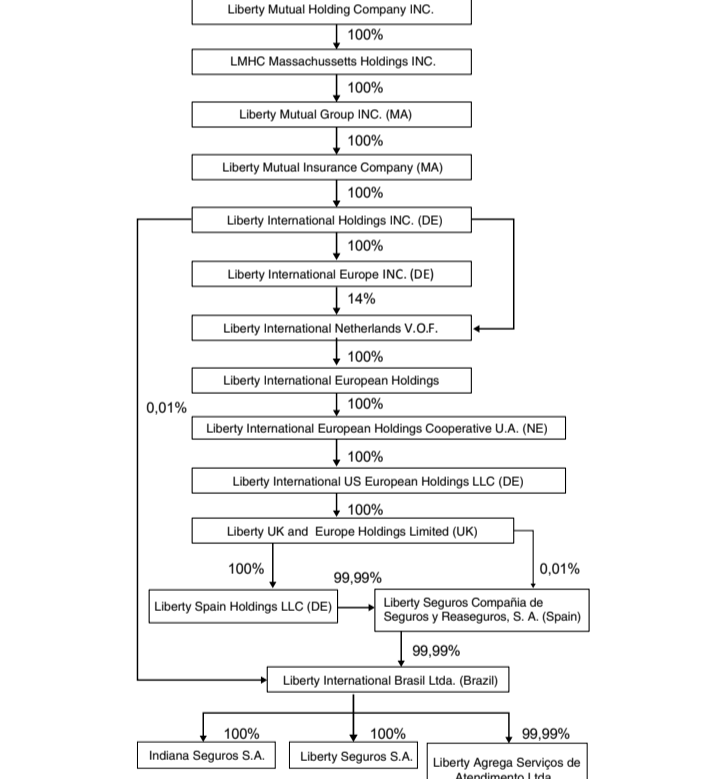 Liberty Mutual Holding Company INC.
100%
LMHC Massachussetts Holdings INC.
100%
Liberty Mutual Group INC. (MA)
100%
Liberty Mutual Insurance Company (MA)
100%
Liberty International Holdings INC. (DE)
100%
Liberty International Europe INC. (DE)
14%
Liberty International Netherlands V.O.F.
100%
Liberty International European Holdings
0,01%
100%
Liberty International European Holdings Cooperative U.A. (NE)
100%
Liberty International US European Holdings LLC (DE)
100%
Liberty UK and Europe Holdings Limited (UK)
100%
99,99%
0,01%
Liberty Spain Holdings LLC (DE)
Liberty Seguros Compañia de
Seguros y Reaseguros, S. A. (Spain)
99,99%
Liberty International Brasil Ltda. (Brazil)
100%
100%
99,99%
Indiana Seguros S.A.
Liberty Seguros S.A.
Liberty Agrega Serviços de
Atendimento Ltda